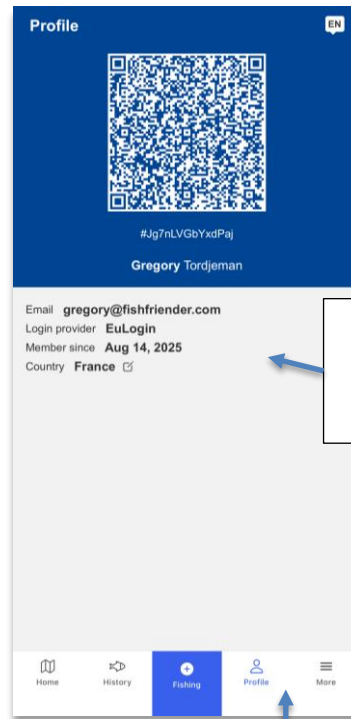 Profile
EN
#Jg7nLVGbYxdPaj
Gregory Tordjeman
Email gregory@fishfriender.com
Login provider EuLogin
Member since Aug 14, 2025
Country France
Home
History
Fishing
Profile
More